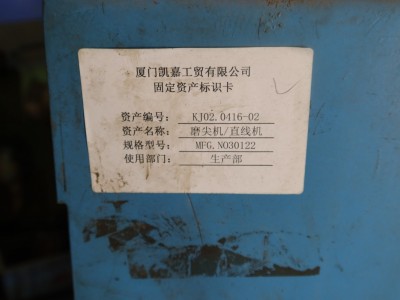 厦门凯嘉工贸有限公司
固定资产标识卡
资产编号: KJ02.0416-02
资产名称: 磨尖机/直线机
规格型号: MFG.NO30122
使用部门: 生产部